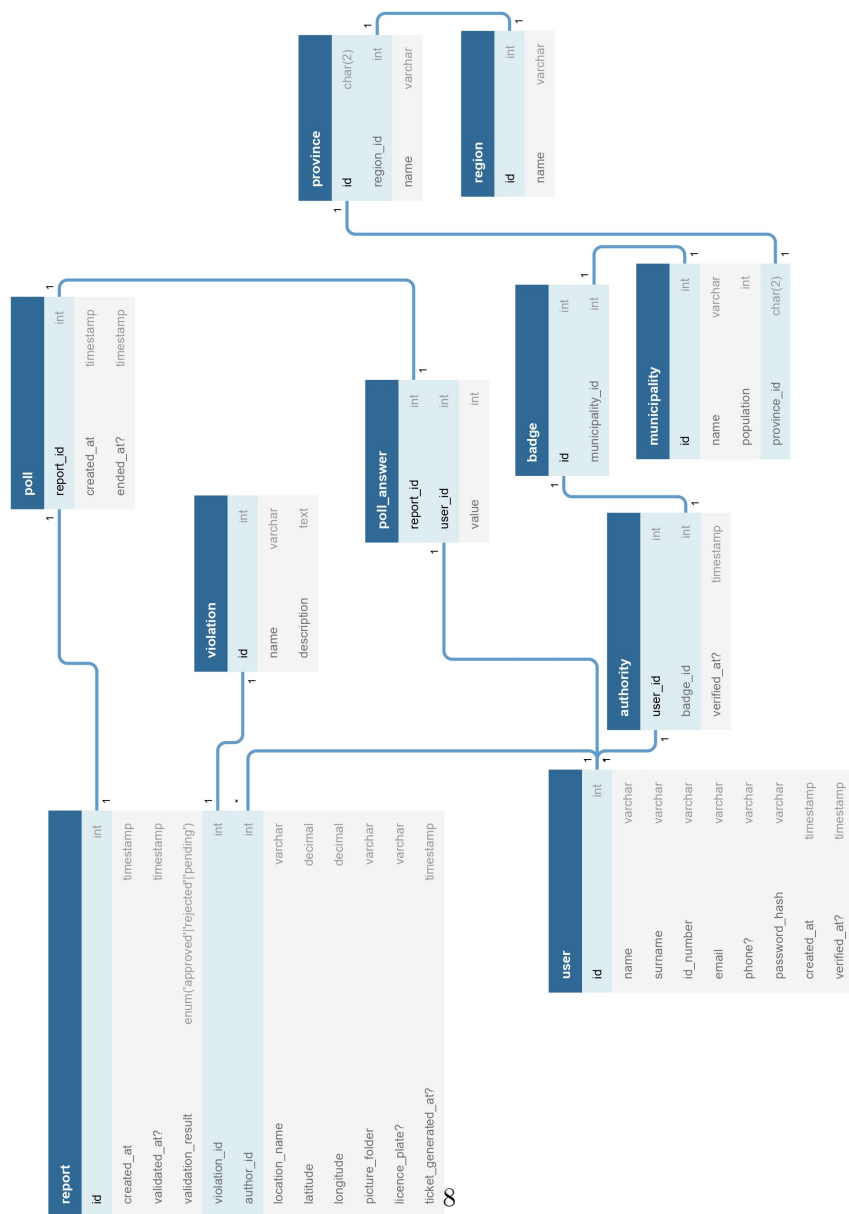 report
id int
created_at timestamp
validated_at? timestamp
validation_result enum('approved'|'rejected'|'pending')
violation_id int
author_id int
location_name varchar
latitude decimal
longitude decimal
picture_folder varchar
licence_plate? varchar
ticket_generated_at? timestamp
1
1
*
poll
report_id int
created_at timestamp
ended_at? timestamp
1
1
violation
id int
name varchar
description text
1
poll_answer
report_id int
user_id int
value int
1
1
user
id int
name varchar
surname varchar
id_number varchar
email varchar
phone? varchar
password_hash varchar
created_at timestamp
verified_at? timestamp
1
*
1
authority
user_id int
badge_id int
verified_at? timestamp
1
1
badge
id int
municipality_id int
1
1
municipality
id int
name varchar
population int
province_id char(2)
1
1
province
id char(2)
region_id int
name varchar
1
1
region
id int
name varchar
1
8